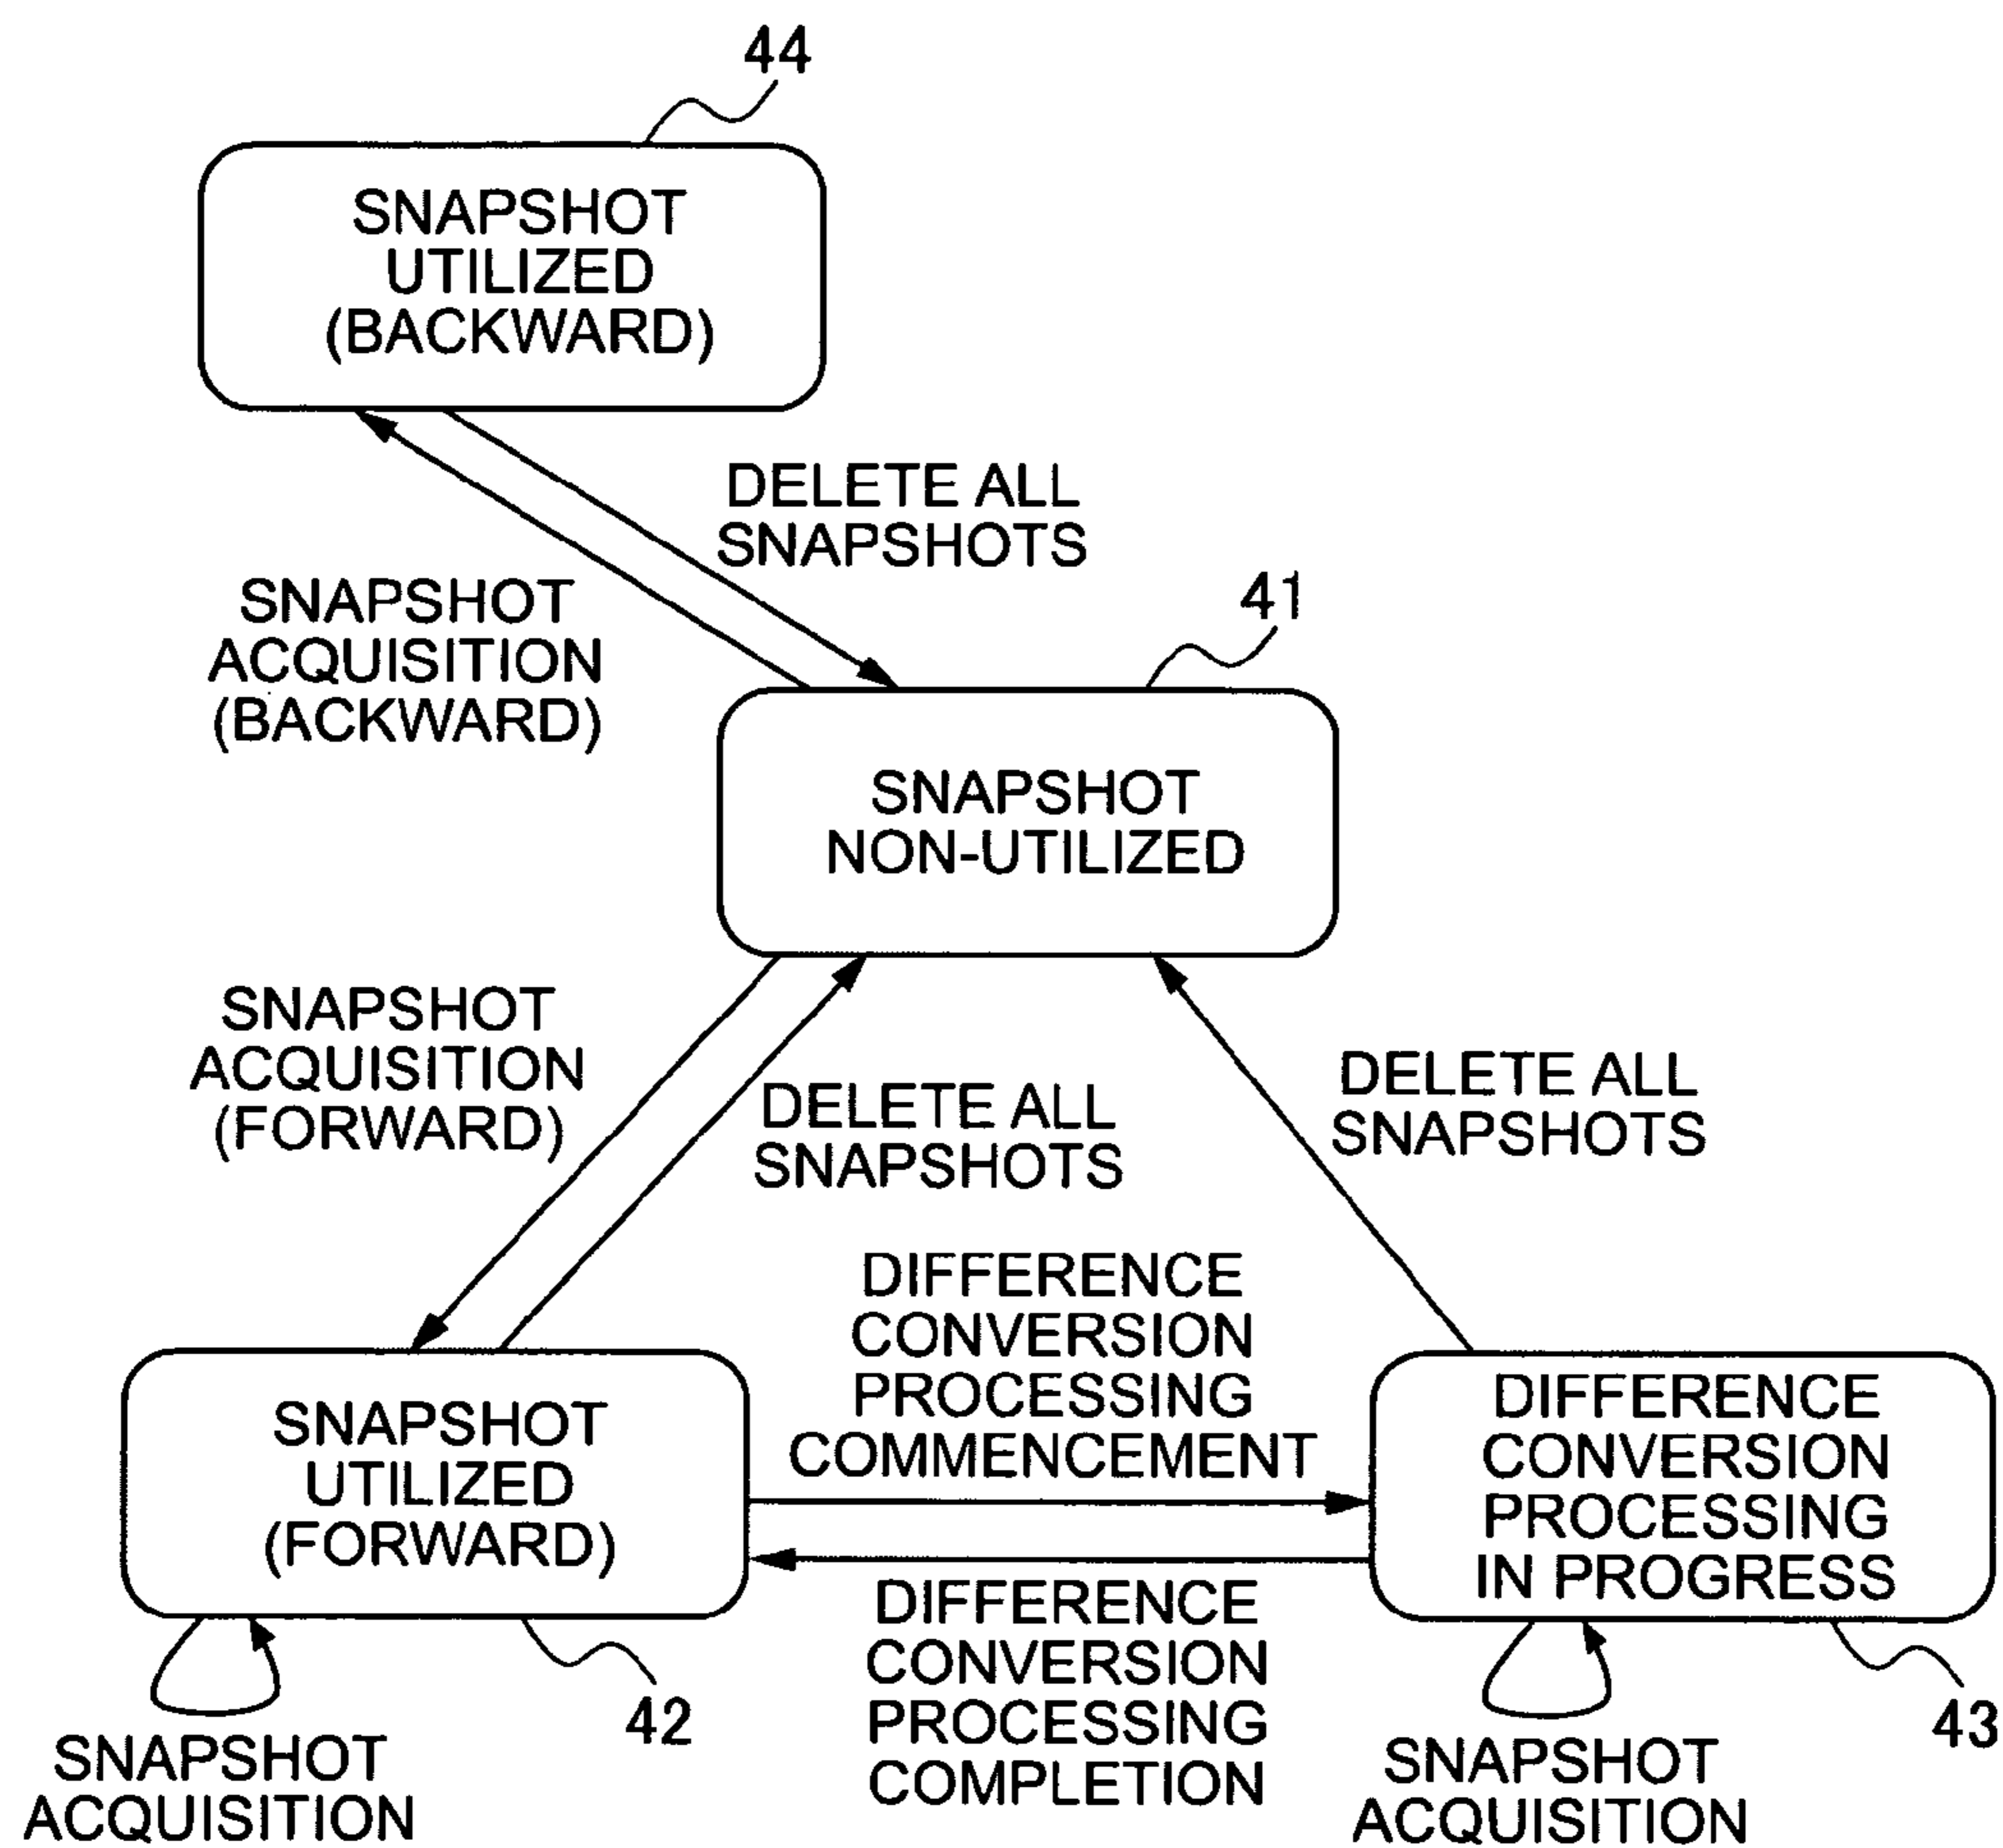 44
SNAPSHOT
UTILIZED
(BACKWARD)
DELETE ALL
SNAPSHOTS
SNAPSHOT
ACQUISITION
(BACKWARD)
41
SNAPSHOT
NON-UTILIZED
SNAPSHOT
ACQUISITION
(FORWARD)
DELETE ALL
SNAPSHOTS
DELETE ALL
SNAPSHOTS
DIFFERENCE
CONVERSION
PROCESSING
COMMENCEMENT
SNAPSHOT
UTILIZED
(FORWARD)
DIFFERENCE
CONVERSION
PROCESSING
IN PROGRESS
DIFFERENCE
CONVERSION
PROCESSING
COMPLETION
42
43
SNAPSHOT
ACQUISITION
SNAPSHOT
ACQUISITION